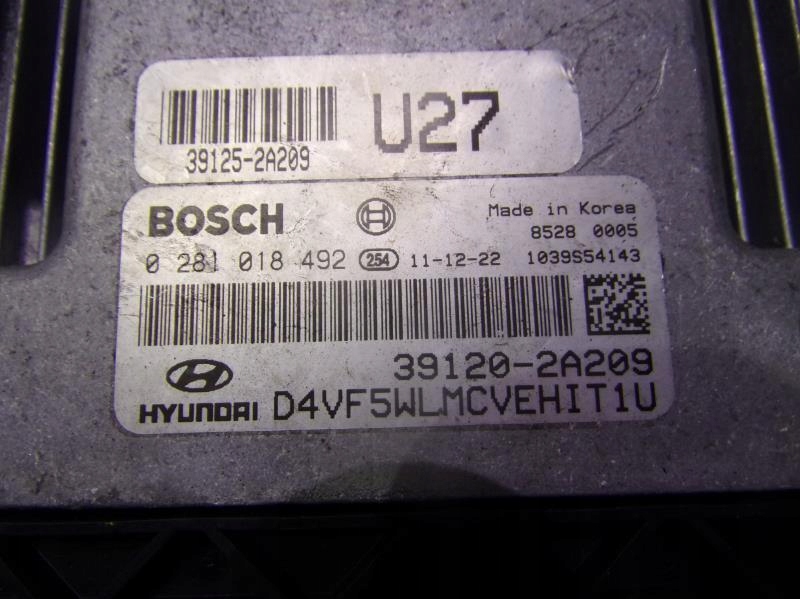 U27
39125-2A209
BOSCH
Made in Korea
8528 0005
0 281 018 492 254 11-12-22 1039S54143
39120-2A209
HYUNDAI D4VF5WLMCVEHIT1U